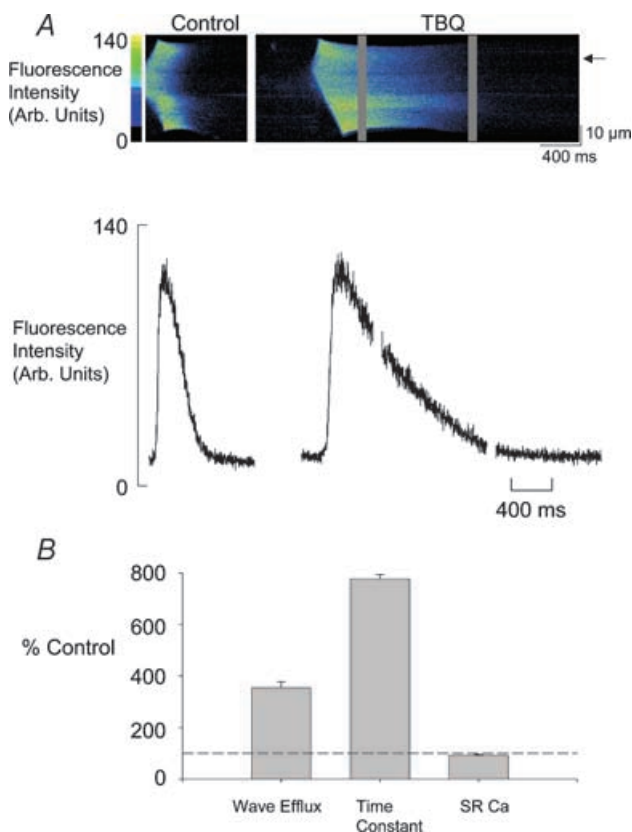 A
Control
TBQ
140
Fluorescence
Intensity
(Arb. Units)
0
10 μm
400 ms
140
Fluorescence
Intensity
(Arb. Units)
0
400 ms
B
800
600
% Control
400
200
0
Wave Efflux
Time
Constant
SR Ca